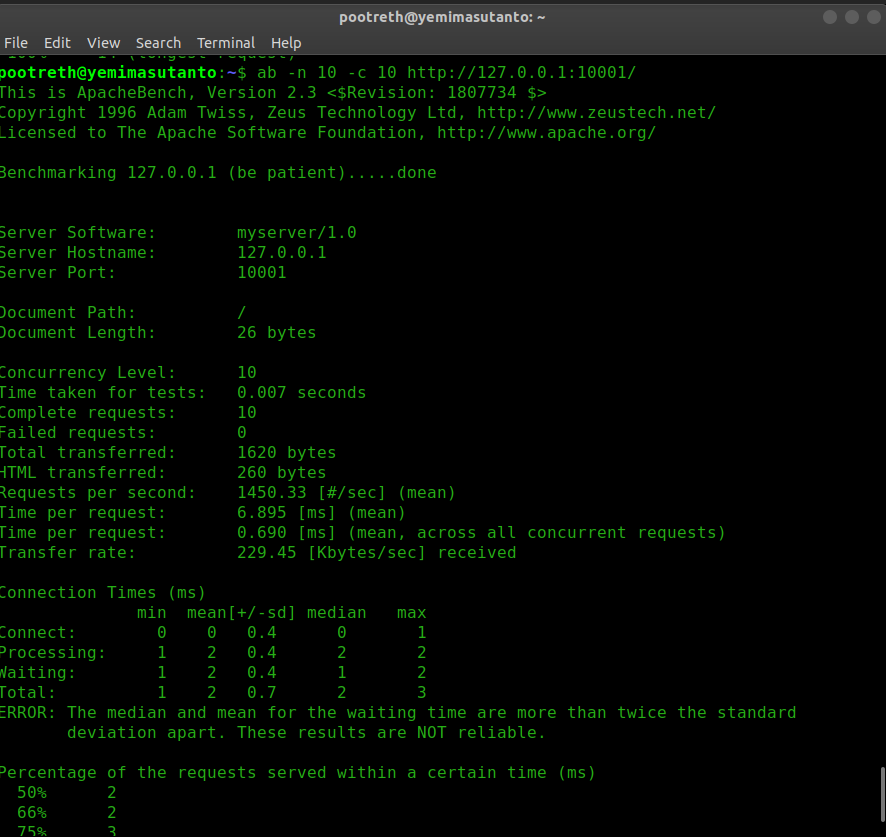 pootreth@yemimasutanto: ~
File Edit View Search Terminal Help
100% 14 (longest request)
pootreth@yemimasutanto:~$ ab -n 10 -c 10 http://127.0.0.1:10001/
This is ApacheBench, Version 2.3 <$Revision: 1807734 $>
Copyright 1996 Adam Twiss, Zeus Technology Ltd, http://www.zeustech.net/
Licensed to The Apache Software Foundation, http://www.apache.org/
Benchmarking 127.0.0.1 (be patient).....done
Server Software: myserver/1.0
Server Hostname: 127.0.0.1
Server Port: 10001
Document Path: /
Document Length: 26 bytes
Concurrency Level: 10
Time taken for tests: 0.007 seconds
Complete requests: 10
Failed requests: 0
Total transferred: 1620 bytes
HTML transferred: 260 bytes
Requests per second: 1450.33 [#/sec] (mean)
Time per request: 6.895 [ms] (mean)
Time per request: 0.690 [ms] (mean, across all concurrent requests)
Transfer rate: 229.45 [Kbytes/sec] received
Connection Times (ms)
min mean[+/-sd] median max
Connect: 0 0 0.4 0 1
Processing: 1 2 0.4 2 2
Waiting: 1 2 0.4 1 2
Total: 1 2 0.7 2 3
ERROR: The median and mean for the waiting time are more than twice the standard
deviation apart. These results are NOT reliable.
Percentage of the requests served within a certain time (ms)
50% 2
66% 2
75% 3